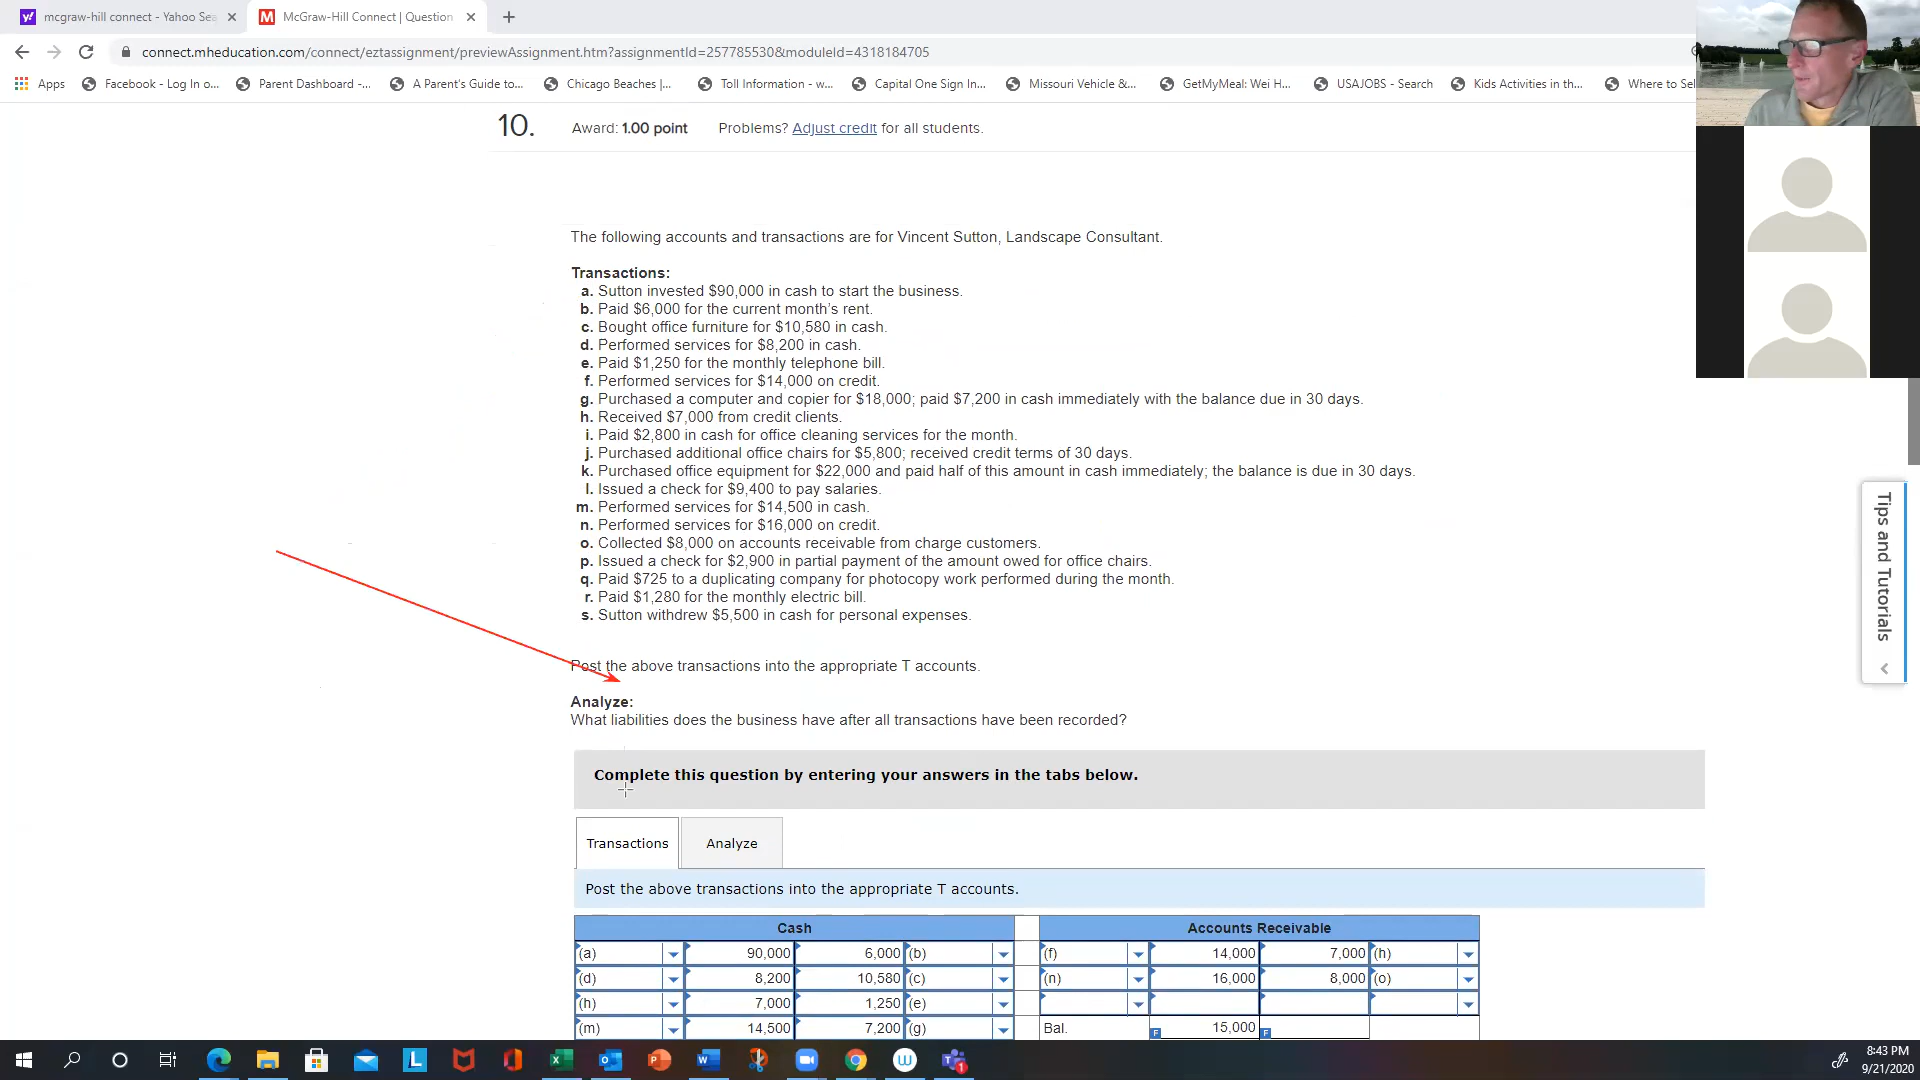 mcgraw-hill connect - Yahoo Sea
McGraw-Hill Connect | Question
connect.mheducation.com/connect/eztassignment/previewAssignment.htm?assignmentId=257785530&moduleId=4318184705
Apps
Facebook - Log In o...
Parent Dashboard -...
A Parent's Guide to...
Chicago Beaches |...
Toll Information - w...
Capital One Sign In...
Missouri Vehicle &...
GetMyMeal: Wei H...
USAJOBS - Search
Kids Activities in th...
Where to Sel
10. Award: 1.00 point Problems? Adjust credit for all students.
The following accounts and transactions are for Vincent Sutton, Landscape Consultant.
Transactions:
a. Sutton invested $90,000 in cash to start the business.
b. Paid $6,000 for the current month's rent.
c. Bought office furniture for $10,580 in cash.
d. Performed services for $8,200 in cash.
e. Paid $1,250 for the monthly telephone bill.
f. Performed services for $14,000 on credit.
g. Purchased a computer and copier for $18,000; paid $7,200 in cash immediately with the balance due in 30 days.
h. Received $7,000 from credit clients.
i. Paid $2,800 in cash for office cleaning services for the month.
j. Purchased additional office chairs for $5,800; received credit terms of 30 days.
k. Purchased office equipment for $22,000 and paid half of this amount in cash immediately; the balance is due in 30 days.
l. Issued a check for $9,400 to pay salaries.
m. Performed services for $14,500 in cash.
n. Performed services for $16,000 on credit.
o. Collected $8,000 on accounts receivable from charge customers.
p. Issued a check for $2,900 in partial payment of the amount owed for office chairs.
q. Paid $725 to a duplicating company for photocopy work performed during the month.
r. Paid $1,280 for the monthly electric bill.
s. Sutton withdrew $5,500 in cash for personal expenses.
Post the above transactions into the appropriate T accounts.
Analyze:
What liabilities does the business have after all transactions have been recorded?
Complete this question by entering your answers in the tabs below.
Transactions Analyze
Post the above transactions into the appropriate T accounts.
Cash Accounts Receivable
(a) 90,000 6,000 (b) (f) 14,000 7,000 (h)
(d) 8,200 10,580 (c) (n) 16,000 8,000 (o)
(h) 7,000 1,250 (e)
(m) 14,500 7,200 (g) Bal. 15,000
Tips and Tutorials
8:43 PM
9/21/2020